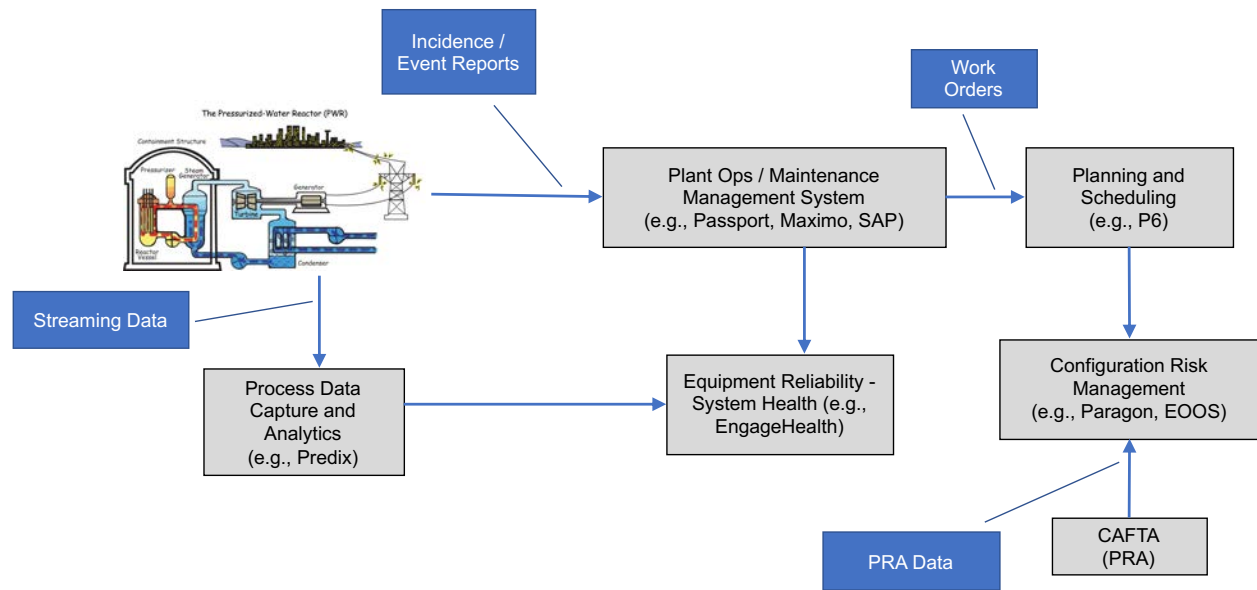 Incidence /
Event Reports
Work
Orders
The Pressurized-Water Reactor (PWR)
Containment Structure
Pressurizer
Steam
Generator
Generator
Turbine
Reactor
Vessel
Condenser
Plant Ops / Maintenance
Management System
(e.g., Passport, Maximo, SAP)
Planning and
Scheduling
(e.g., P6)
Streaming Data
Process Data
Capture and
Analytics
(e.g., Predix)
Equipment Reliability -
System Health (e.g.,
EngageHealth)
Configuration Risk
Management
(e.g., Paragon, EOOS)
PRA Data
CAFTA
(PRA)